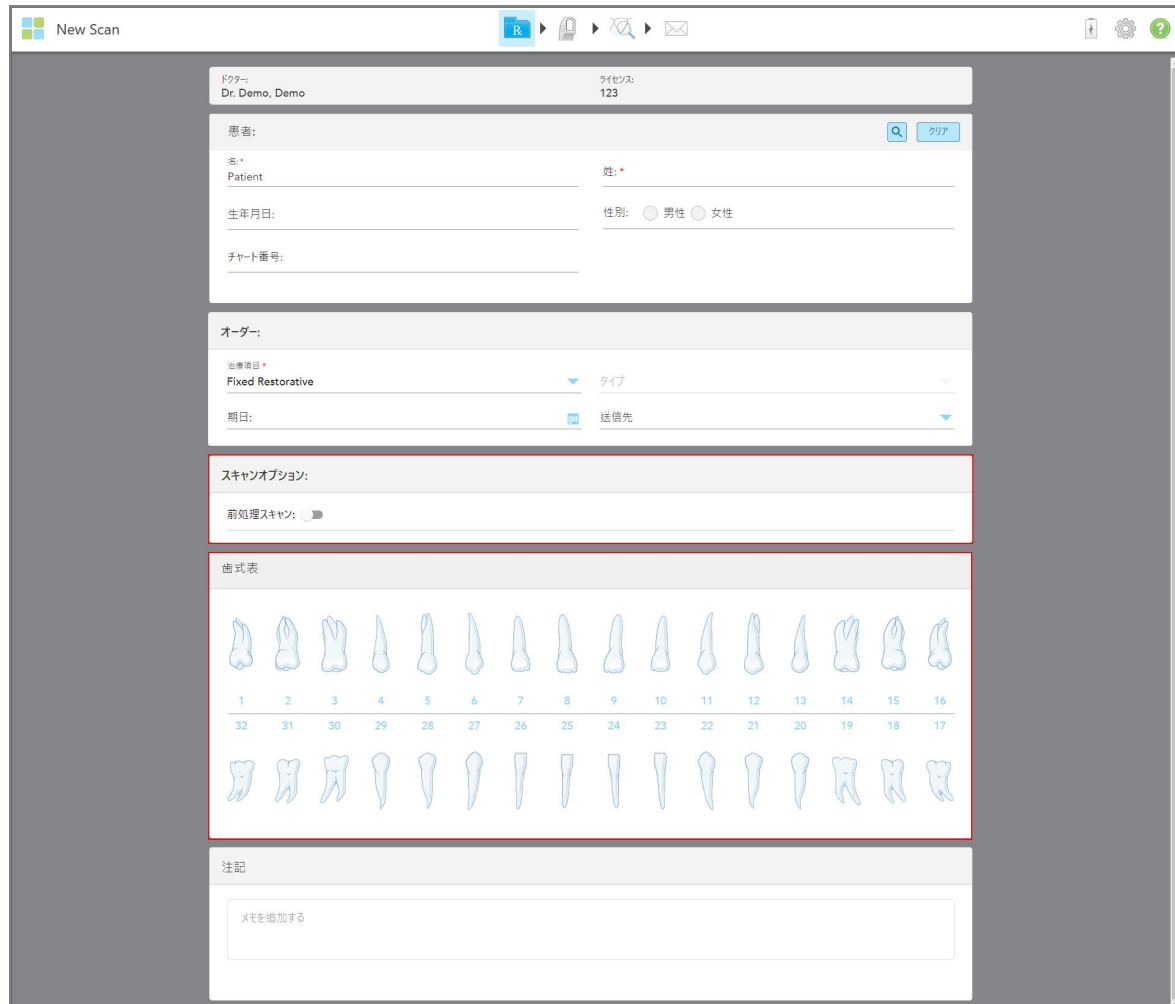 New Scan
R
ドクター: ライセンス:
Dr. Demo, Demo 123
患者: クリア
名:* 姓:*
Patient
生年月日: 性別: 男性 女性
チャート番号:
オーダー:
治療項目 *
Fixed Restorative タイプ
期日: 送信先
スキャンオプション:
前処理スキャン:
歯式表
1 2 3 4 5 6 7 8 9 10 11 12 13 14 15 16
32 31 30 29 28 27 26 25 24 23 22 21 20 19 18 17
注記
メモを追加する